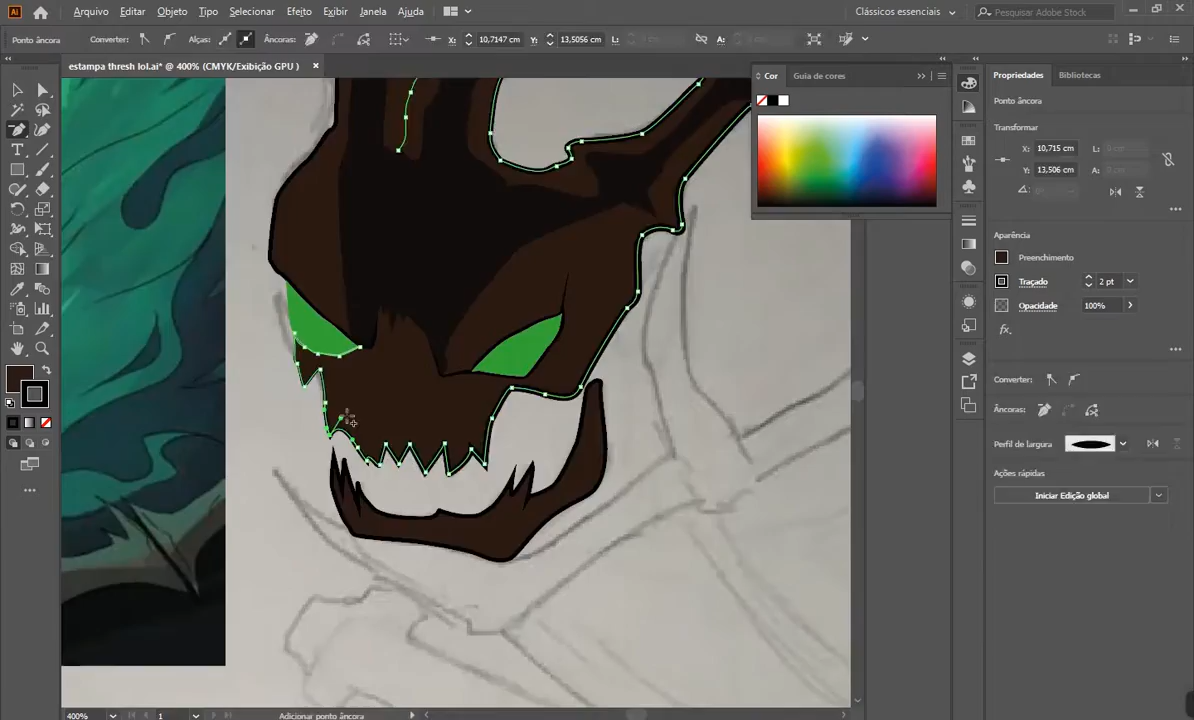 Ai
Arquivo Editar Objeto Tipo Selecionar Efeito Exibir Janela Ajuda Clássicos essenciais Pesquisar Adobe Stock
Ponto âncora Converter: Alças: Âncoras: X: 10,7147 cm Y: 13,5056 cm L: A:
estampa thresh lol.ai* @ 400% (CMYK/Exibição GPU ) ×
Cor Guia de cores
Propriedades Bibliotecas
Ponto âncora
Transformar
X: 10,715 cm L:
Y: 13,506 cm A:
Aparência
Preenchimento
Traçado 2 pt
Opacidade 100%
fx.
Converter:
Âncoras:
Perfil de largura
Ações rápidas
Iniciar Edição global
400% 1 Adicionar ponto âncora